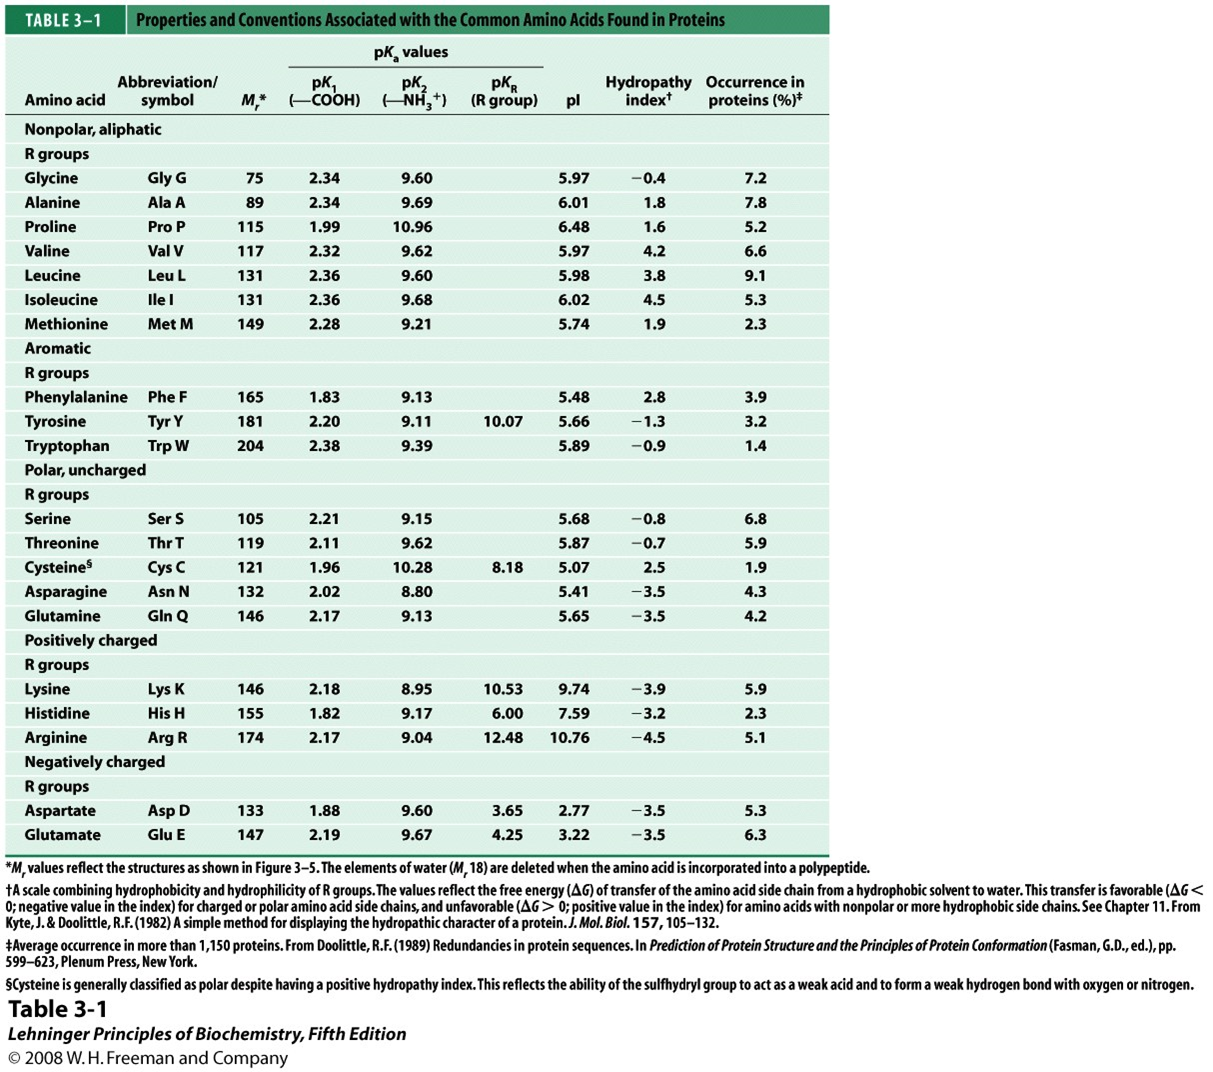 TABLE 3–1 Properties and Conventions Associated with the Common Amino Acids Found in Proteins
pKa values
Abbreviation/ pK1 pK2 pKR Hydropathy Occurrence in
Amino acid symbol Mr* (—COOH) (—NH3+) (R group) pI index† proteins (%)‡
Nonpolar, aliphatic
R groups
Glycine Gly G 75 2.34 9.60 5.97 −0.4 7.2
Alanine Ala A 89 2.34 9.69 6.01 1.8 7.8
Proline Pro P 115 1.99 10.96 6.48 1.6 5.2
Valine Val V 117 2.32 9.62 5.97 4.2 6.6
Leucine Leu L 131 2.36 9.60 5.98 3.8 9.1
Isoleucine Ile I 131 2.36 9.68 6.02 4.5 5.3
Methionine Met M 149 2.28 9.21 5.74 1.9 2.3
Aromatic
R groups
Phenylalanine Phe F 165 1.83 9.13 5.48 2.8 3.9
Tyrosine Tyr Y 181 2.20 9.11 10.07 5.66 −1.3 3.2
Tryptophan Trp W 204 2.38 9.39 5.89 −0.9 1.4
Polar, uncharged
R groups
Serine Ser S 105 2.21 9.15 5.68 −0.8 6.8
Threonine Thr T 119 2.11 9.62 5.87 −0.7 5.9
Cysteine§ Cys C 121 1.96 10.28 8.18 5.07 2.5 1.9
Asparagine Asn N 132 2.02 8.80 5.41 −3.5 4.3
Glutamine Gln Q 146 2.17 9.13 5.65 −3.5 4.2
Positively charged
R groups
Lysine Lys K 146 2.18 8.95 10.53 9.74 −3.9 5.9
Histidine His H 155 1.82 9.17 6.00 7.59 −3.2 2.3
Arginine Arg R 174 2.17 9.04 12.48 10.76 −4.5 5.1
Negatively charged
R groups
Aspartate Asp D 133 1.88 9.60 3.65 2.77 −3.5 5.3
Glutamate Glu E 147 2.19 9.67 4.25 3.22 −3.5 6.3
*Mr values reflect the structures as shown in Figure 3–5. The elements of water (Mr 18) are deleted when the amino acid is incorporated into a polypeptide.
†A scale combining hydrophobicity and hydrophilicity of R groups. The values reflect the free energy (ΔG) of transfer of the amino acid side chain from a hydrophobic solvent to water. This transfer is favorable (ΔG <
0; negative value in the index) for charged or polar amino acid side chains, and unfavorable (ΔG > 0; positive value in the index) for amino acids with nonpolar or more hydrophobic side chains. See Chapter 11. From
Kyte, J. & Doolittle, R.F. (1982) A simple method for displaying the hydropathic character of a protein. J. Mol. Biol. 157, 105–132.
‡Average occurrence in more than 1,150 proteins. From Doolittle, R.F. (1989) Redundancies in protein sequences. In Prediction of Protein Structure and the Principles of Protein Conformation (Fasman, G.D., ed.), pp.
599–623, Plenum Press, New York.
§Cysteine is generally classified as polar despite having a positive hydropathy index. This reflects the ability of the sulfhydryl group to act as a weak acid and to form a weak hydrogen bond with oxygen or nitrogen.
Table 3-1
Lehninger Principles of Biochemistry, Fifth Edition
© 2008 W. H. Freeman and Company